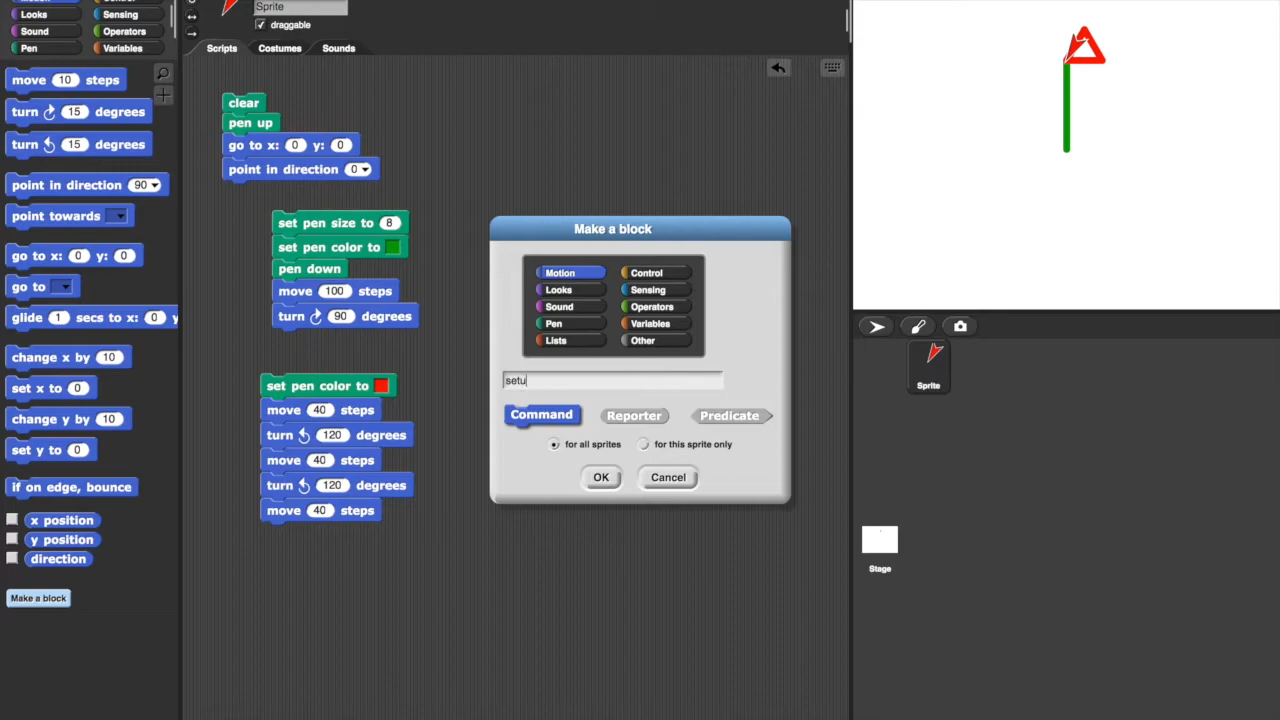 Motion Control
Looks Sensing
Sound Operators
Pen Variables
Sprite
draggable
Scripts Costumes Sounds
move 10 steps
turn 15 degrees
turn 15 degrees
point in direction 90
point towards
go to x: 0 y: 0
go to
glide 1 secs to x: 0 y
change x by 10
set x to 0
change y by 10
set y to 0
if on edge, bounce
x position
y position
direction
Make a block
clear
pen up
go to x: 0 y: 0
point in direction 0
set pen size to 8
set pen color to
pen down
move 100 steps
turn 90 degrees
set pen color to
move 40 steps
turn 120 degrees
move 40 steps
turn 120 degrees
move 40 steps
Make a block
Motion Control
Looks Sensing
Sound Operators
Pen Variables
Lists Other
setu
Command Reporter Predicate
for all sprites for this sprite only
OK Cancel
Sprite
Stage